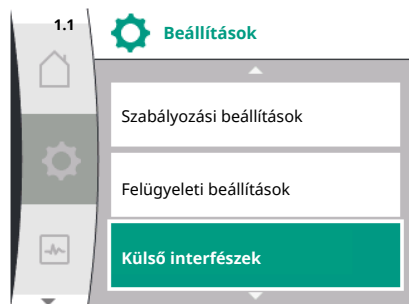 1.1
Beállítások
Szabályozási beállítások
Felügyeleti beállítások
Külső interfészek